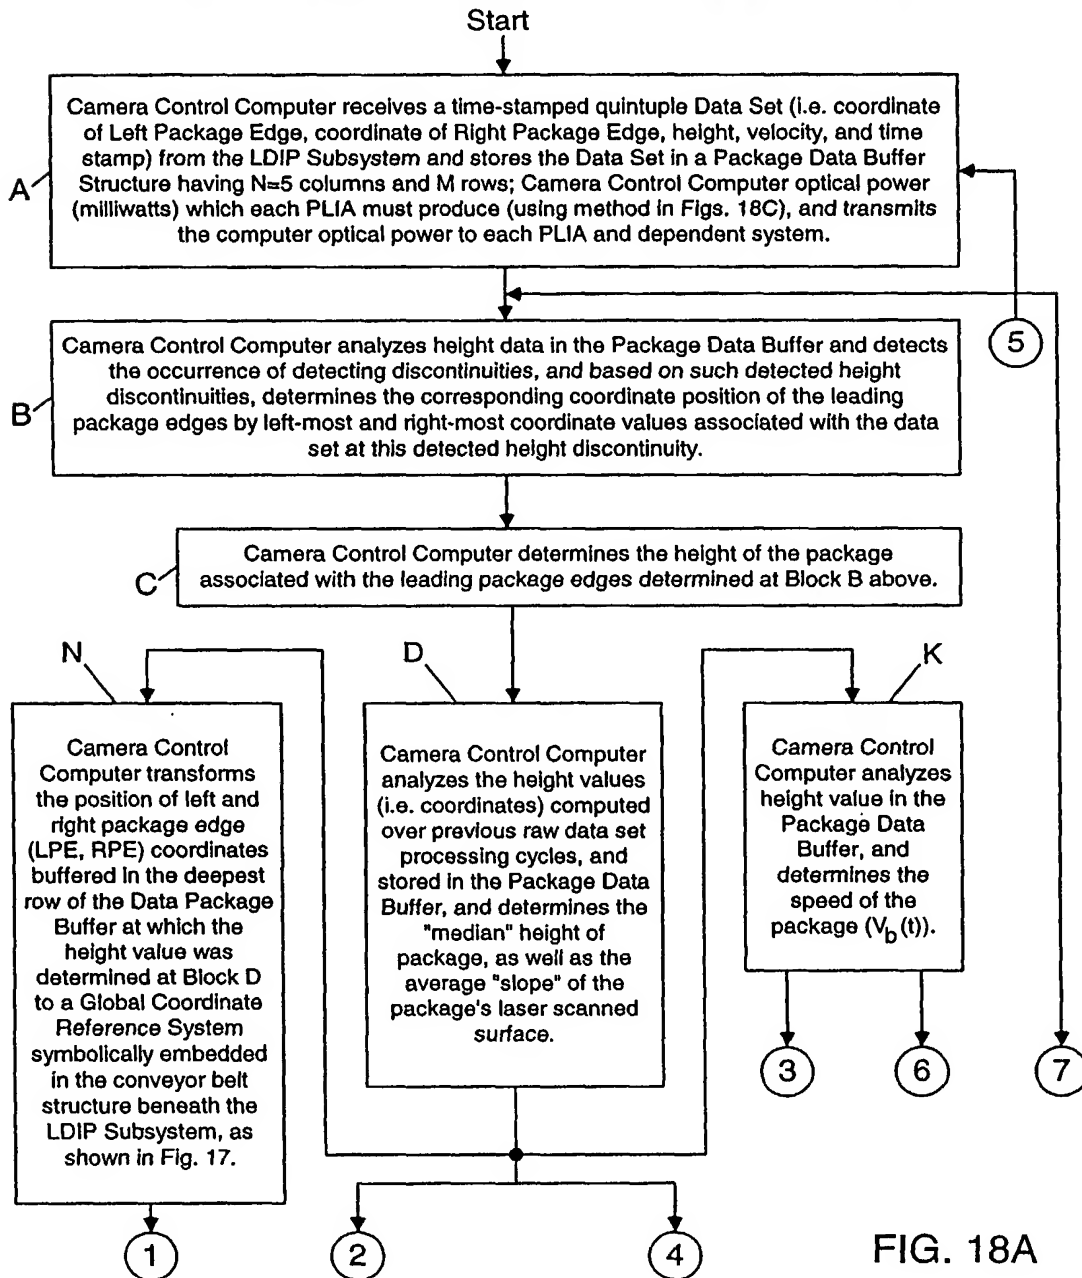 Start
A
Camera Control Computer receives a time-stamped quintuple Data Set (i.e. coordinate
of Left Package Edge, coordinate of Right Package Edge, height, velocity, and time
stamp) from the LDIP Subsystem and stores the Data Set in a Package Data Buffer
Structure having N=5 columns and M rows; Camera Control Computer optical power
(milliwatts) which each PLIA must produce (using method in Figs. 18C), and transmits
the computer optical power to each PLIA and dependent system.
5
B
Camera Control Computer analyzes height data in the Package Data Buffer and detects
the occurrence of detecting discontinuities, and based on such detected height
discontinuities, determines the corresponding coordinate position of the leading
package edges by left-most and right-most coordinate values associated with the data
set at this detected height discontinuity.
C
Camera Control Computer determines the height of the package
associated with the leading package edges determined at Block B above.
N
Camera Control
Computer transforms
the position of left and
right package edge
(LPE, RPE) coordinates
buffered in the deepest
row of the Data Package
Buffer at which the
height value was
determined at Block D
to a Global Coordinate
Reference System
symbolically embedded
in the conveyor belt
structure beneath the
LDIP Subsystem, as
shown in Fig. 17.
D
Camera Control Computer
analyzes the height values
(i.e. coordinates) computed
over previous raw data set
processing cycles, and
stored in the Package Data
Buffer, and determines the
"median" height of
package, as well as the
average "slope" of the
package's laser scanned
surface.
K
Camera Control
Computer analyzes
height value in the
Package Data
Buffer, and
determines the
speed of the
package (V_b(t)).
3
6
7
1
2
4
FIG. 18A